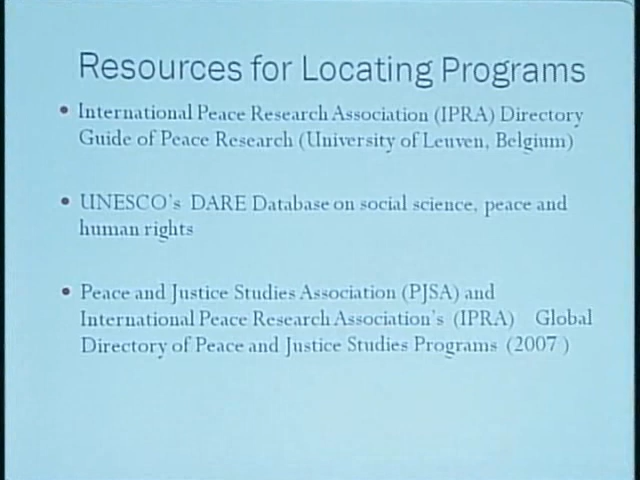 Resources for Locating Programs
• International Peace Research Association (IPRA) Directory
Guide of Peace Research (University of Leuven, Belgium)
• UNESCO's DARE Database on social science, peace and
human rights
• Peace and Justice Studies Association (PJSA) and
International Peace Research Association's (IPRA) Global
Directory of Peace and Justice Studies Programs (2007 )